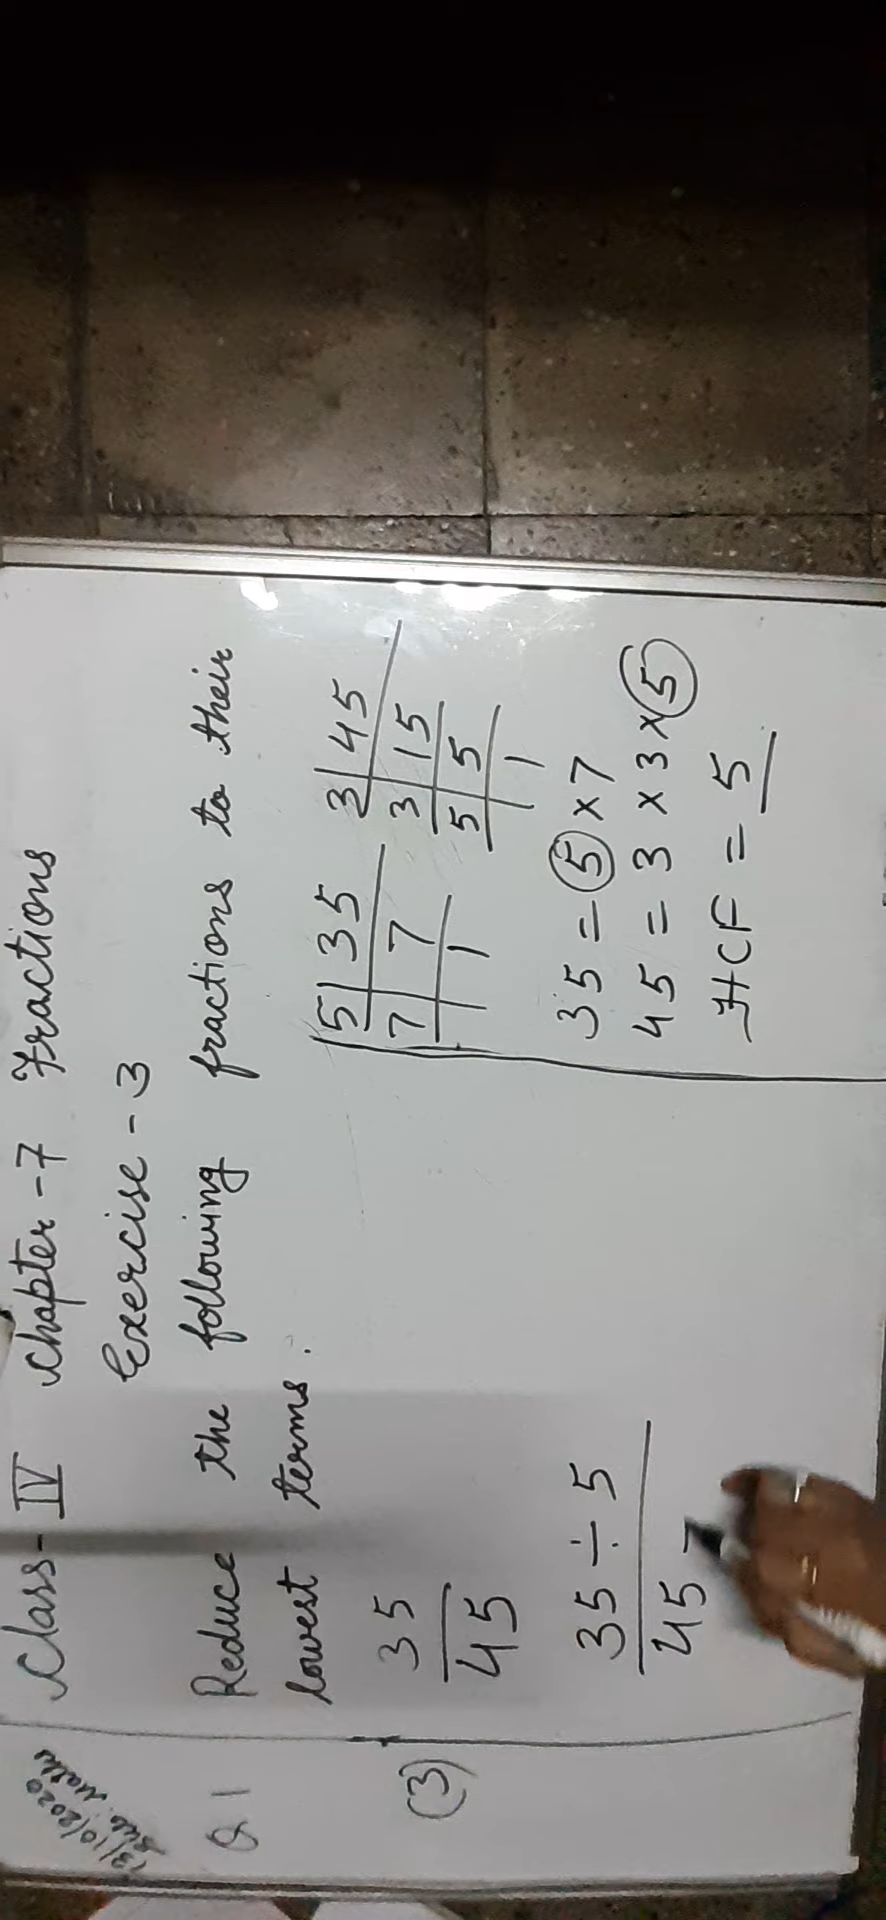 13/10/2020
Sub: Maths
Class-IV Chapter-7 Fractions
Exercise-3
Q 1 Reduce the following fractions to their
lowest terms.
(3) 35
45
35 ÷ 5
45 -
5 35
7 7
1
3 45
3 15
5 5
1
35 = 5 × 7
45 = 3 × 3 × 5
HCF = 5